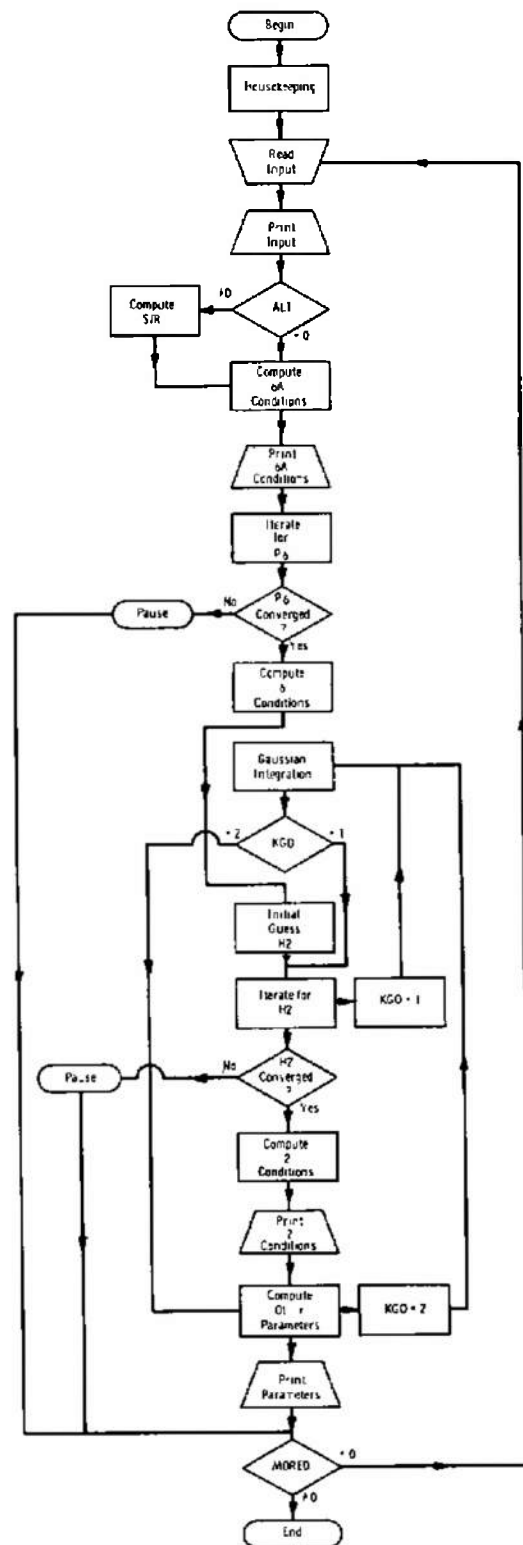 Begin
Housekeeping
Read
Input
Print
Input
ALT
≠0
= 0
Compute
S/R
Compute
6A
Conditions
Print
6A
Conditions
Iterate
for
P6
P6
Converged
?
No
Pause
Yes
Compute
6
Conditions
Gaussian
Integration
= 2
KGO
= 1
Initial
Guess
H2
Iterate for
H2
KGO = 1
H2
Converged
?
No
Pause
Yes
Compute
2
Conditions
Print
2
Conditions
Compute
Parameters
KGO = 2
Print
Parameters
MORED
= 0
≠0
End